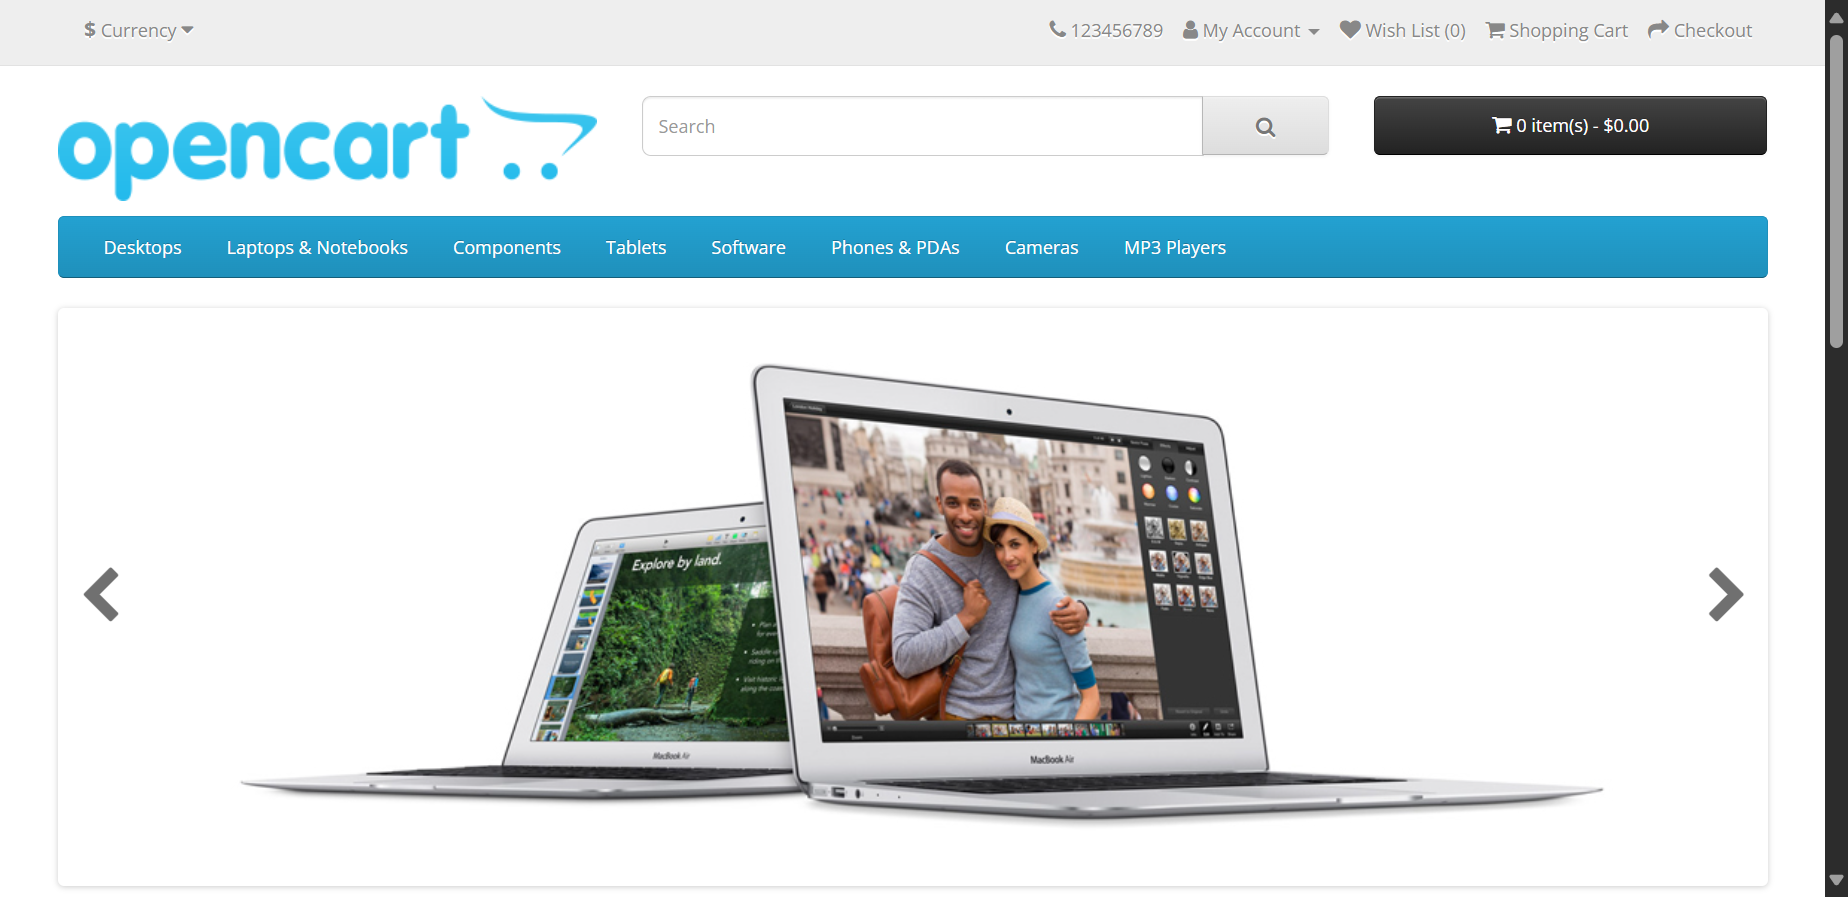 $ Currency
123456789 My Account Wish List (0) Shopping Cart Checkout
opencart
Search
0 item(s) - $0.00
Desktops Laptops & Notebooks Components Tablets Software Phones & PDAs Cameras MP3 Players
Explore by land.
MacBook Air
MacBook Air